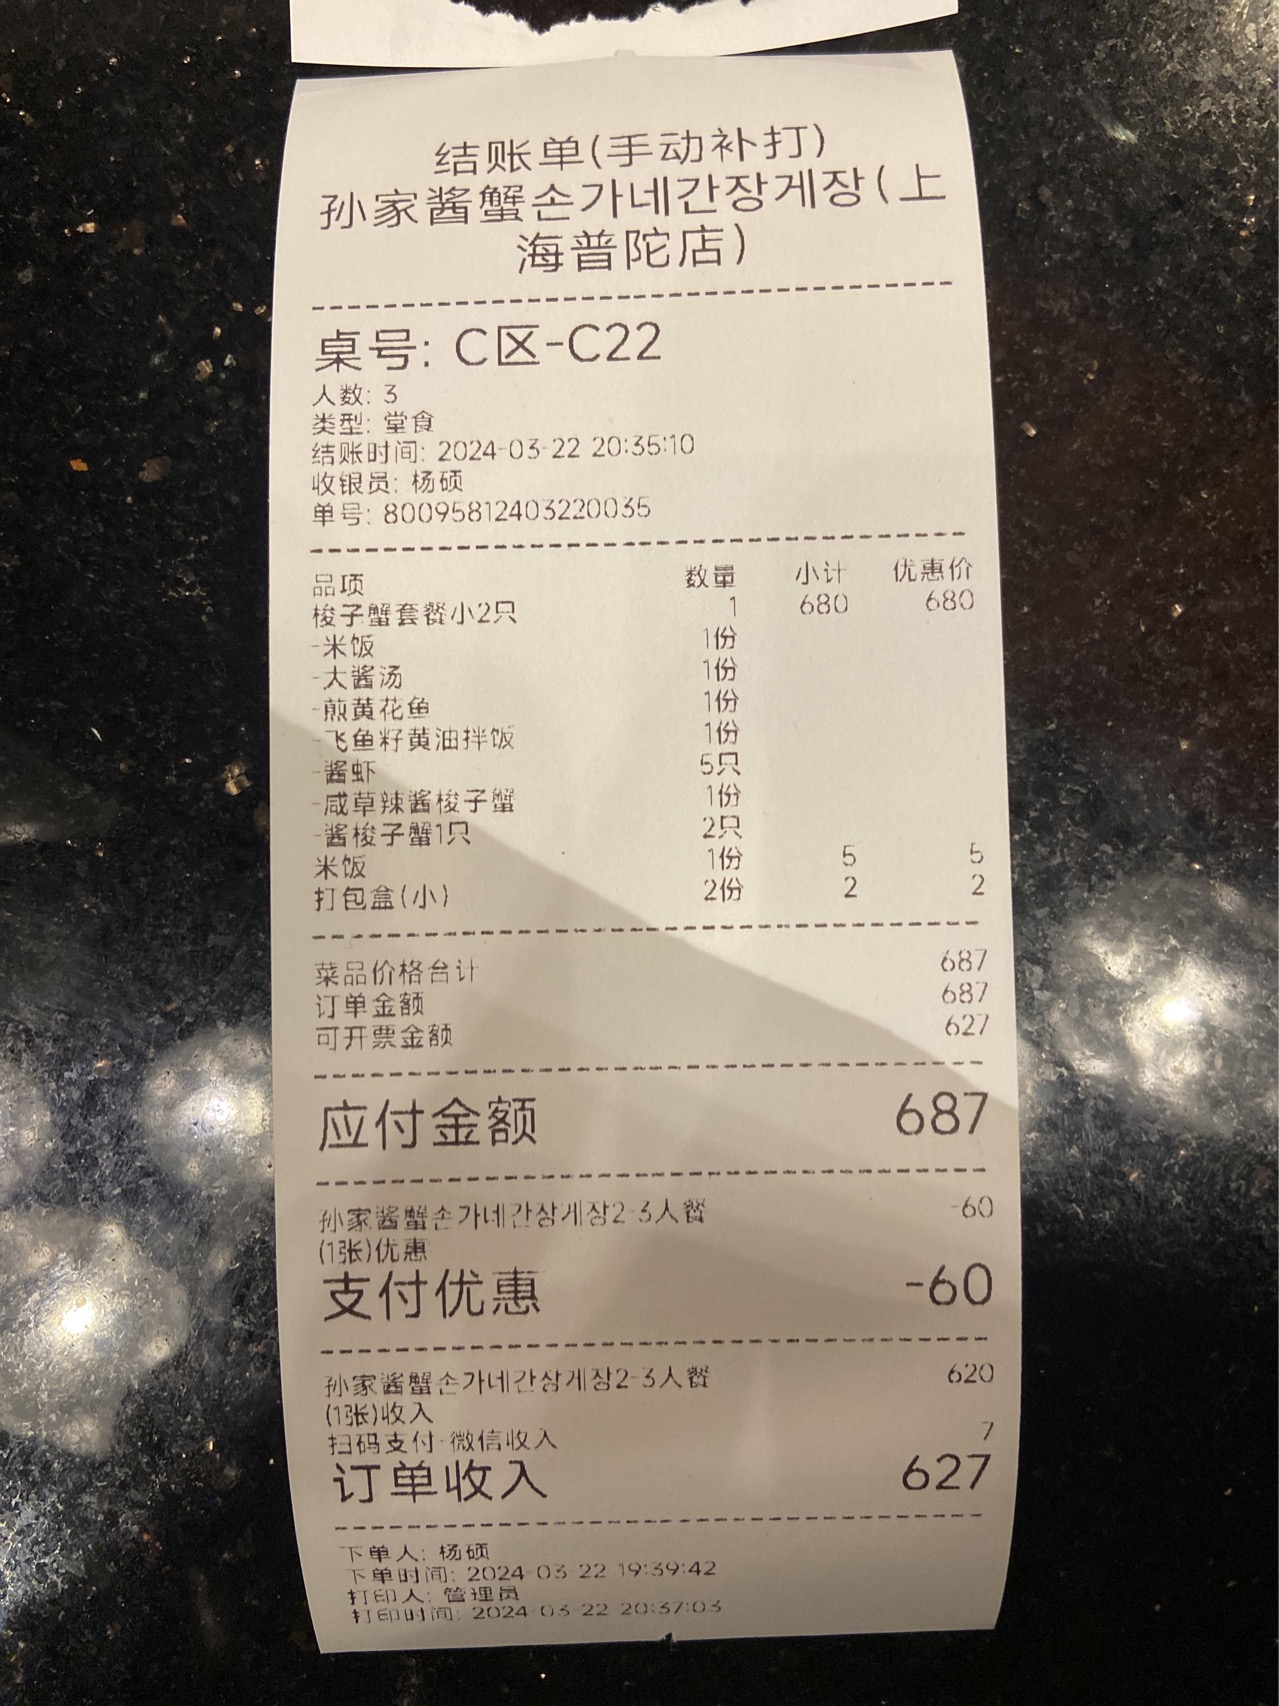 结账单(手动补打)
孙家酱蟹손가네간장게장(上
海普陀店)
桌号: C区-C22
人数: 3
类型: 堂食
结账时间: 2024-03-22 20:35:10
收银员: 杨硕
单号: 80095812403220035
品项 数量 小计 优惠价
梭子蟹套餐小2只 1 680 680
-米饭 1份
-大酱汤 1份
-煎黄花鱼 1份
-飞鱼籽黄油拌饭 1份
-酱虾 5只
-咸草辣酱梭子蟹 1份
-酱梭子蟹1只 2只
米饭 1份 5 5
打包盒(小) 2份 2 2
菜品价格合计 687
订单金额 687
可开票金额 627
应付金额 687
孙家酱蟹손가네간장게장2-3人餐 -60
(1张)优惠
支付优惠 -60
孙家酱蟹손가네간장게장2-3人餐 620
(1张)收入
扫码支付-微信收入 7
订单收入 627
下单人: 杨硕
下单时间: 2024-03-22 19:39:42
打印人: 管理员
打印时间: 2024-03-22 20:37:03